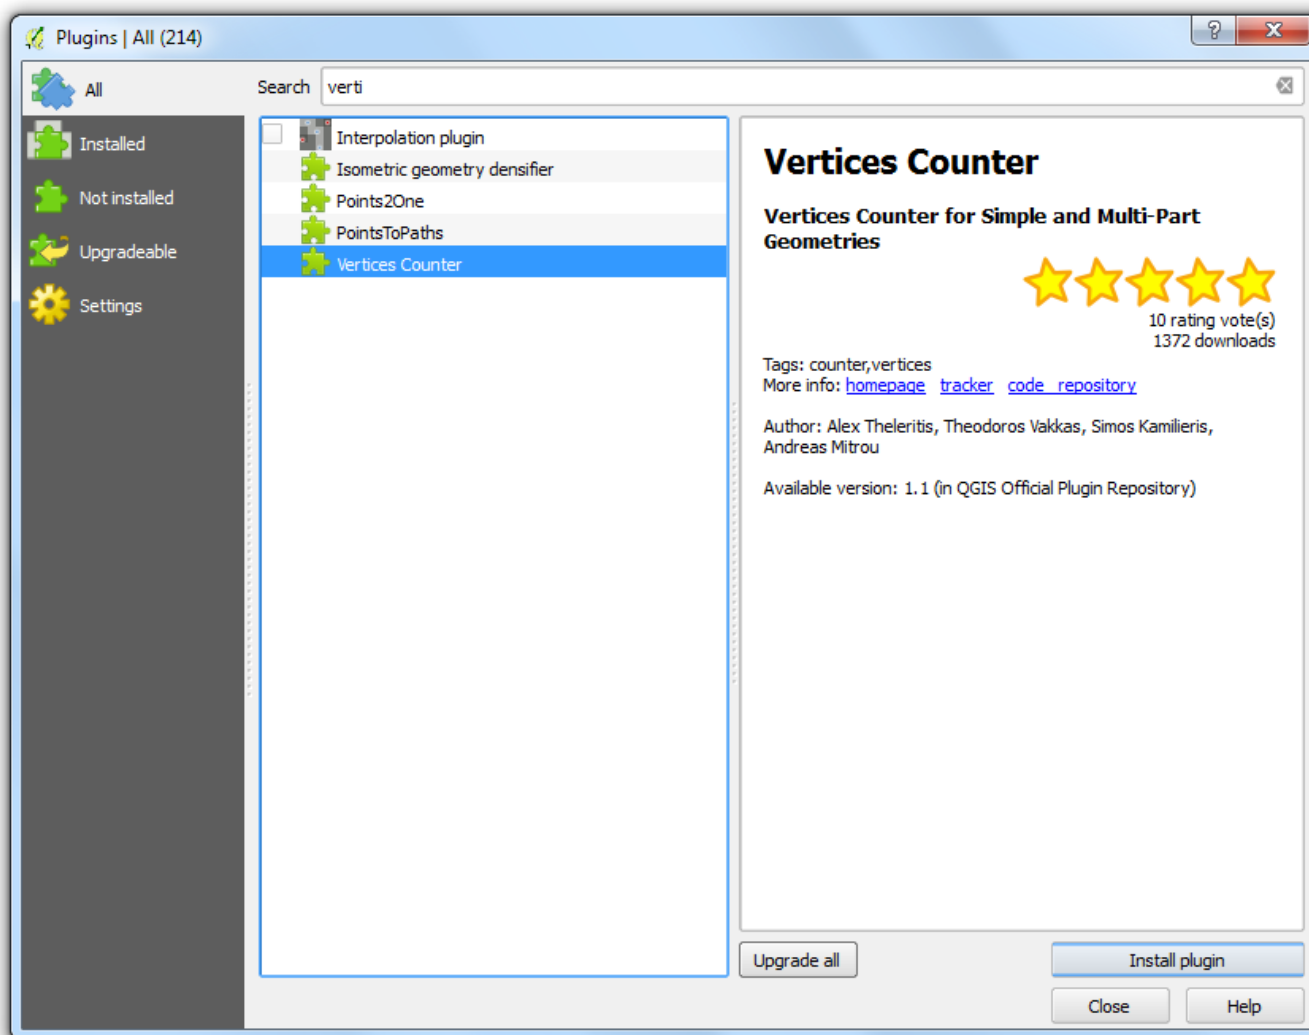 Plugins | All (214)
All
Installed
Not installed
Upgradeable
Settings
Search verti
Interpolation plugin
Isometric geometry densifier
Points2One
PointsToPaths
Vertices Counter
Vertices Counter
Vertices Counter for Simple and Multi-Part
Geometries
10 rating vote(s)
1372 downloads
Tags: counter,vertices
More info: homepage tracker code_repository
Author: Alex Theleritis, Theodoros Vakkas, Simos Kamilieris,
Andreas Mitrou
Available version: 1.1 (in QGIS Official Plugin Repository)
Upgrade all
Install plugin
Close
Help